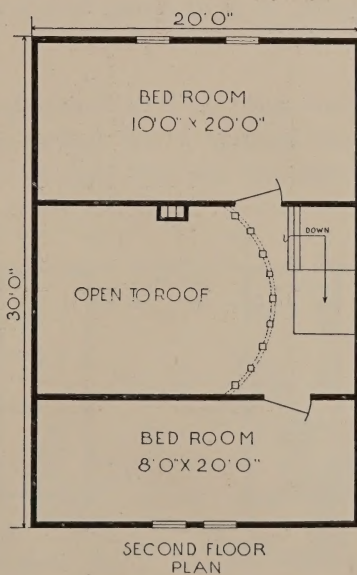 20'0"
BED ROOM
10'0" X 20'0"
DOWN
OPEN TO ROOF
30'0"
BED ROOM
8'0" X 20'0"
SECOND FLOOR
PLAN